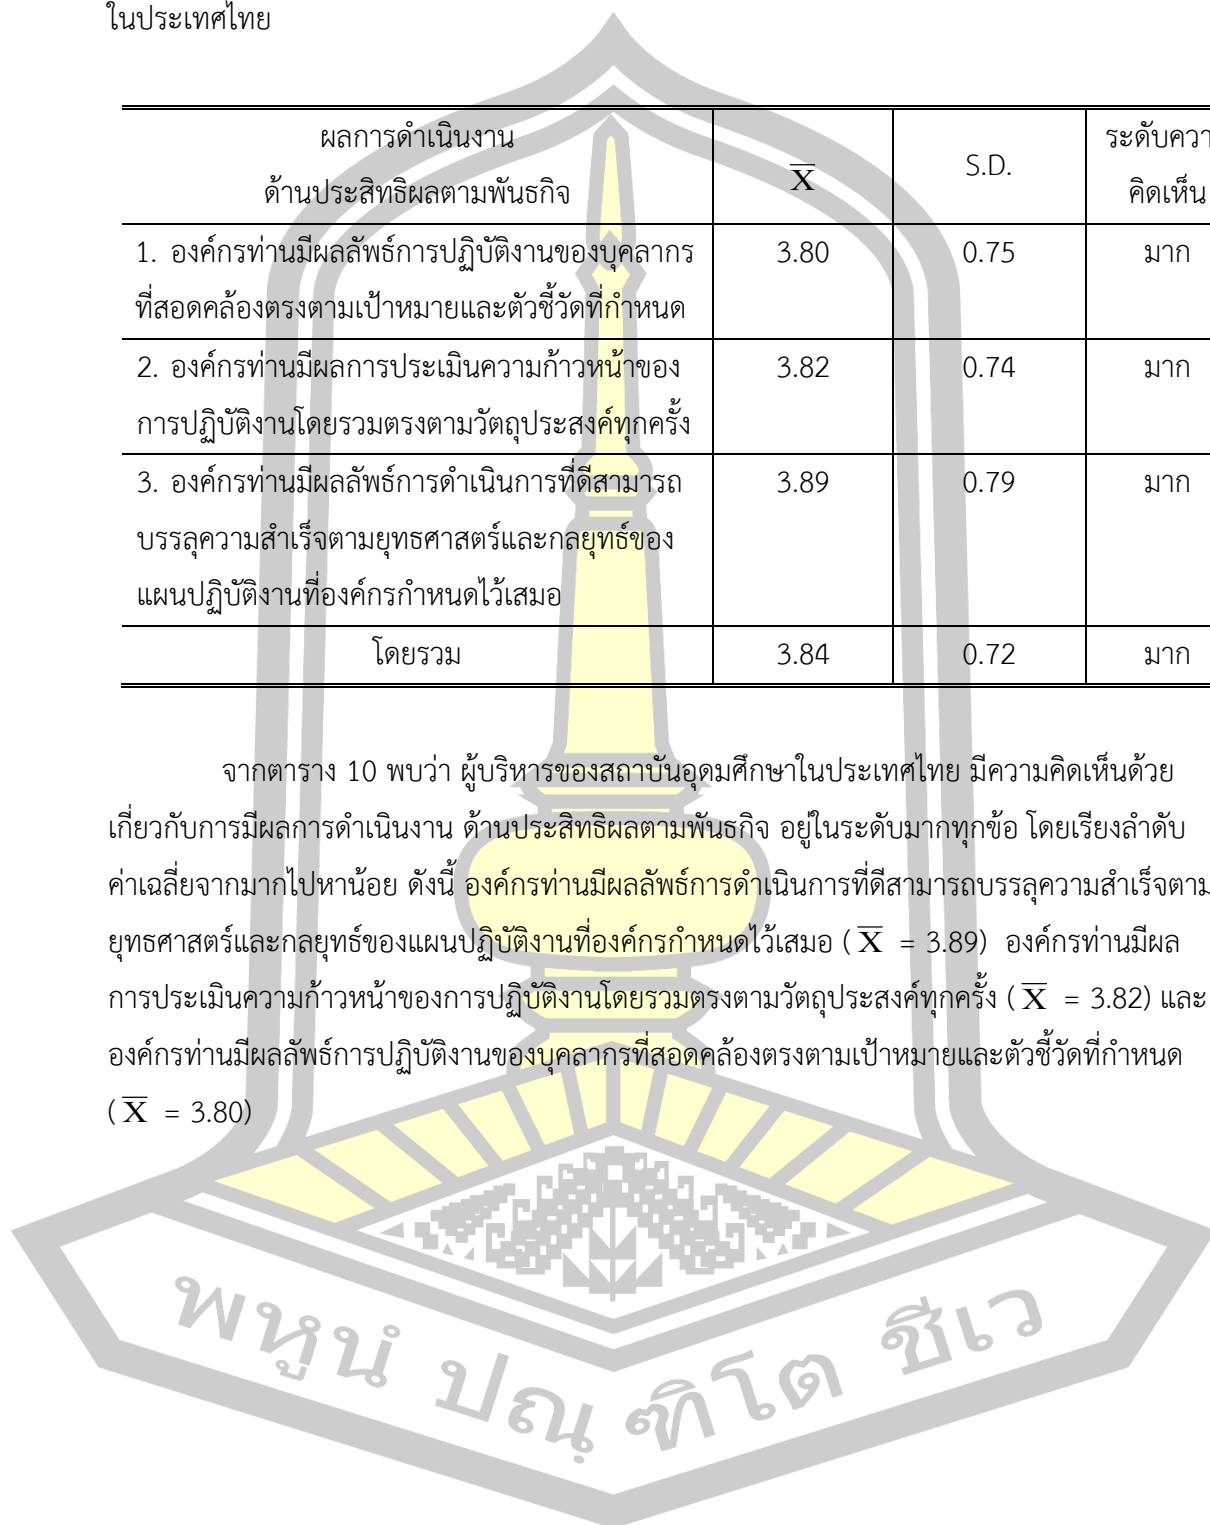 ในประเทศไทย
ผลการดำเนินงาน
ด้านประสิทธิผลตามพันธกิจ
X̅
S.D.
ระดับควา
คิดเห็น
1. องค์กรท่านมีผลลัพธ์การปฏิบัติงานของบุคลากร
ที่สอดคล้องตรงตามเป้าหมายและตัวชี้วัดที่กำหนด
3.80
0.75
มาก
2. องค์กรท่านมีผลการประเมินความก้าวหน้าของ
การปฏิบัติงานโดยรวมตรงตามวัตถุประสงค์ทุกครั้ง
3.82
0.74
มาก
3. องค์กรท่านมีผลลัพธ์การดำเนินการที่ดีสามารถ
บรรลุความสำเร็จตามยุทธศาสตร์และกลยุทธ์ของ
แผนปฏิบัติงานที่องค์กรกำหนดไว้เสมอ
3.89
0.79
มาก
โดยรวม
3.84
0.72
มาก
จากตาราง 10 พบว่า ผู้บริหารของสถาบันอุดมศึกษาในประเทศไทย มีความคิดเห็นด้วย
เกี่ยวกับการมีผลการดำเนินงาน ด้านประสิทธิผลตามพันธกิจ อยู่ในระดับมากทุกข้อ โดยเรียงลำดับ
ค่าเฉลี่ยจากมากไปหาน้อย ดังนี้ องค์กรท่านมีผลลัพธ์การดำเนินการที่ดีสามารถบรรลุความสำเร็จตาม
ยุทธศาสตร์และกลยุทธ์ของแผนปฏิบัติงานที่องค์กรกำหนดไว้เสมอ ( X̅ = 3.89) องค์กรท่านมีผล
การประเมินความก้าวหน้าของการปฏิบัติงานโดยรวมตรงตามวัตถุประสงค์ทุกครั้ง ( X̅ = 3.82) และ
องค์กรท่านมีผลลัพธ์การปฏิบัติงานของบุคลากรที่สอดคล้องตรงตามเป้าหมายและตัวชี้วัดที่กำหนด
( X̅ = 3.80)
พหูนํ ปณฺฑิโต ชีเว